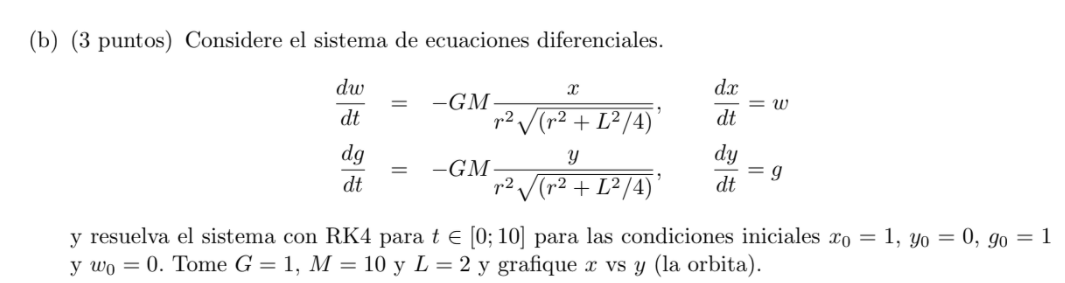 (b) (3 puntos) Considere el sistema de ecuaciones diferenciales.
dw/dt = −GM x/(r²√(r² + L²/4)), dx/dt = w
dg/dt = −GM y/(r²√(r² + L²/4)), dy/dt = g
y resuelva el sistema con RK4 para t ∈ [0; 10] para las condiciones iniciales x₀ = 1, y₀ = 0, g₀ = 1
y w₀ = 0. Tome G = 1, M = 10 y L = 2 y grafique x vs y (la orbita).